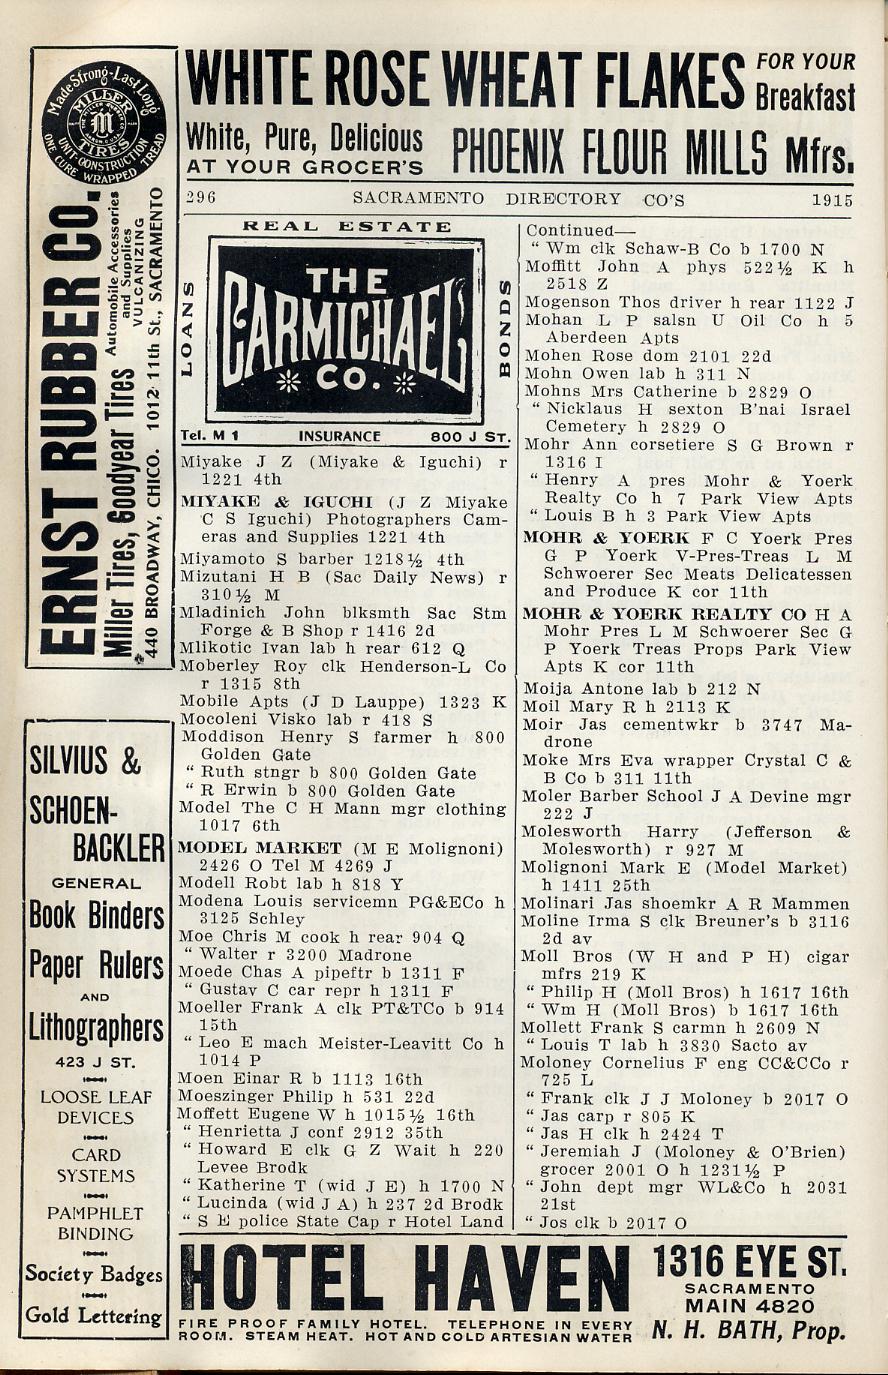 WHITE ROSE WHEAT FLAKES FOR YOUR Breakfast
White, Pure, Delicious
AT YOUR GROCER'S
PHOENIX FLOUR MILLS Mfrs.
Made Strong-Last Long
MILLER
TIRES
UNIT-CONSTRUCTION
ONE CURE WRAPPED TREAD
ERNST RUBBER CO.
Miller Tires, Goodyear Tires
Automobile Accessories
and Supplies
VULCANIZING
440 BROADWAY, CHICO. 1012 11th St., SACRAMENTO
SILVIUS &
SCHOEN-
BACKLER
GENERAL
Book Binders
Paper Rulers
AND
Lithographers
423 J ST.
LOOSE LEAF
DEVICES
CARD
SYSTEMS
PAMPHLET
BINDING
Society Badges
Gold Lettering
296 SACRAMENTO DIRECTORY CO'S 1915
REAL ESTATE
LOANS
THE
CARMICHAEL
CO.
BONDS
Tel. M 1 INSURANCE 800 J ST.
Miyake J Z (Miyake & Iguchi) r
1221 4th
MIYAKE & IGUCHI (J Z Miyake
C S Iguchi) Photographers Cam-
eras and Supplies 1221 4th
Miyamoto S barber 1218½ 4th
Mizutani H B (Sac Daily News) r
310½ M
Mladinich John blksmth Sac Stm
Forge & B Shop r 1416 2d
Mlikotic Ivan lab h rear 612 Q
Moberley Roy clk Henderson-L Co
r 1315 8th
Mobile Apts (J D Lauppe) 1323 K
Mocoleni Visko lab r 418 S
Moddison Henry S farmer h 800
Golden Gate
" Ruth stngr b 800 Golden Gate
" R Erwin b 800 Golden Gate
Model The C H Mann mgr clothing
1017 6th
MODEL MARKET (M E Molignoni)
2426 O Tel M 4269 J
Modell Robt lab h 818 Y
Modena Louis servicemn PG&ECo h
3125 Schley
Moe Chris M cook h rear 904 Q
" Walter r 3200 Madrone
Moede Chas A pipeftr b 1311 F
" Gustav C car repr h 1311 F
Moeller Frank A clk PT&TCo b 914
15th
" Leo E mach Meister-Leavitt Co h
1014 P
Moen Einar R b 1113 16th
Moeszinger Philip h 531 22d
Moffett Eugene W h 1015½ 16th
" Henrietta J conf 2912 35th
" Howard E clk G Z Wait h 220
Levee Brodk
" Katherine T (wid J E) h 1700 N
" Lucinda (wid J A) h 237 2d Brodk
" S E police State Cap r Hotel Land
Continued—
" Wm clk Schaw-B Co b 1700 N
Moffitt John A phys 522½ K h
2518 Z
Mogenson Thos driver h rear 1122 J
Mohan L P salsn U Oil Co h 5
Aberdeen Apts
Mohen Rose dom 2101 22d
Mohn Owen lab h 311 N
Mohns Mrs Catherine b 2829 O
" Nicklaus H sexton B'nai Israel
Cemetery h 2829 O
Mohr Ann corsetiere S G Brown r
1316 I
" Henry A pres Mohr & Yoerk
Realty Co h 7 Park View Apts
" Louis B h 3 Park View Apts
MOHR & YOERK F C Yoerk Pres
G P Yoerk V-Pres-Treas L M
Schwoerer Sec Meats Delicatessen
and Produce K cor 11th
MOHR & YOERK REALTY CO H A
Mohr Pres L M Schwoerer Sec G
P Yoerk Treas Props Park View
Apts K cor 11th
Moija Antone lab b 212 N
Moil Mary R h 2113 K
Moir Jas cementwkr b 3747 Ma-
drone
Moke Mrs Eva wrapper Crystal C &
B Co b 311 11th
Moler Barber School J A Devine mgr
222 J
Molesworth Harry (Jefferson &
Molesworth) r 927 M
Molignoni Mark E (Model Market)
h 1411 25th
Molinari Jas shoemkr A R Mammen
Moline Irma S clk Breuner's b 3116
2d av
Moll Bros (W H and P H) cigar
mfrs 219 K
" Philip H (Moll Bros) h 1617 16th
" Wm H (Moll Bros) b 1617 16th
Mollett Frank S carmn h 2609 N
" Louis T lab h 3830 Sacto av
Moloney Cornelius F eng CC&CCo r
725 L
" Frank clk J J Moloney b 2017 O
" Jas carp r 805 K
" Jas H clk h 2424 T
" Jeremiah J (Moloney & O'Brien)
grocer 2001 O h 1231½ P
" John dept mgr WL&Co h 2031
21st
" Jos clk b 2017 O
HOTEL HAVEN
FIRE PROOF FAMILY HOTEL. TELEPHONE IN EVERY
ROOM. STEAM HEAT. HOT AND COLD ARTESIAN WATER
1316 EYE ST.
SACRAMENTO
MAIN 4820
N. H. BATH, Prop.